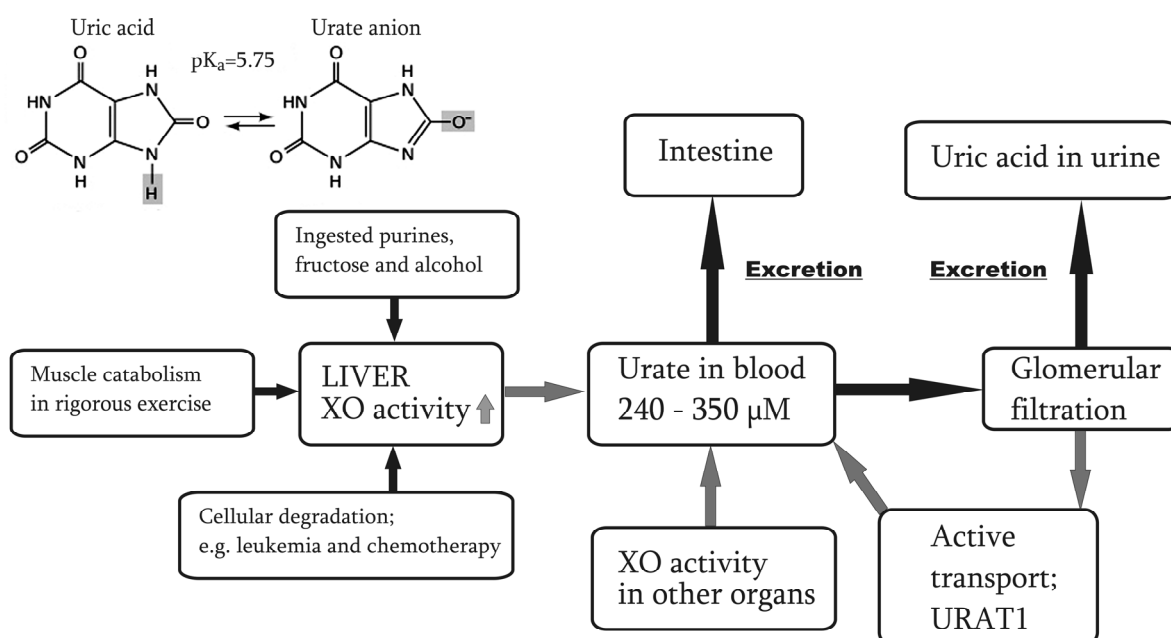 Uric acid
Urate anion
pKa=5.75
O
H
N
HN
O
O
N
H
N
H
O
H
N
HN
O-
O
N
H
N
Intestine
Uric acid in urine
Ingested purines,
fructose and alcohol
Excretion
Excretion
Muscle catabolism
in rigorous exercise
LIVER
XO activity
Urate in blood
240 - 350 µM
Glomerular
filtration
Cellular degradation;
e.g. leukemia and chemotherapy
XO activity
in other organs
Active
transport;
URAT1